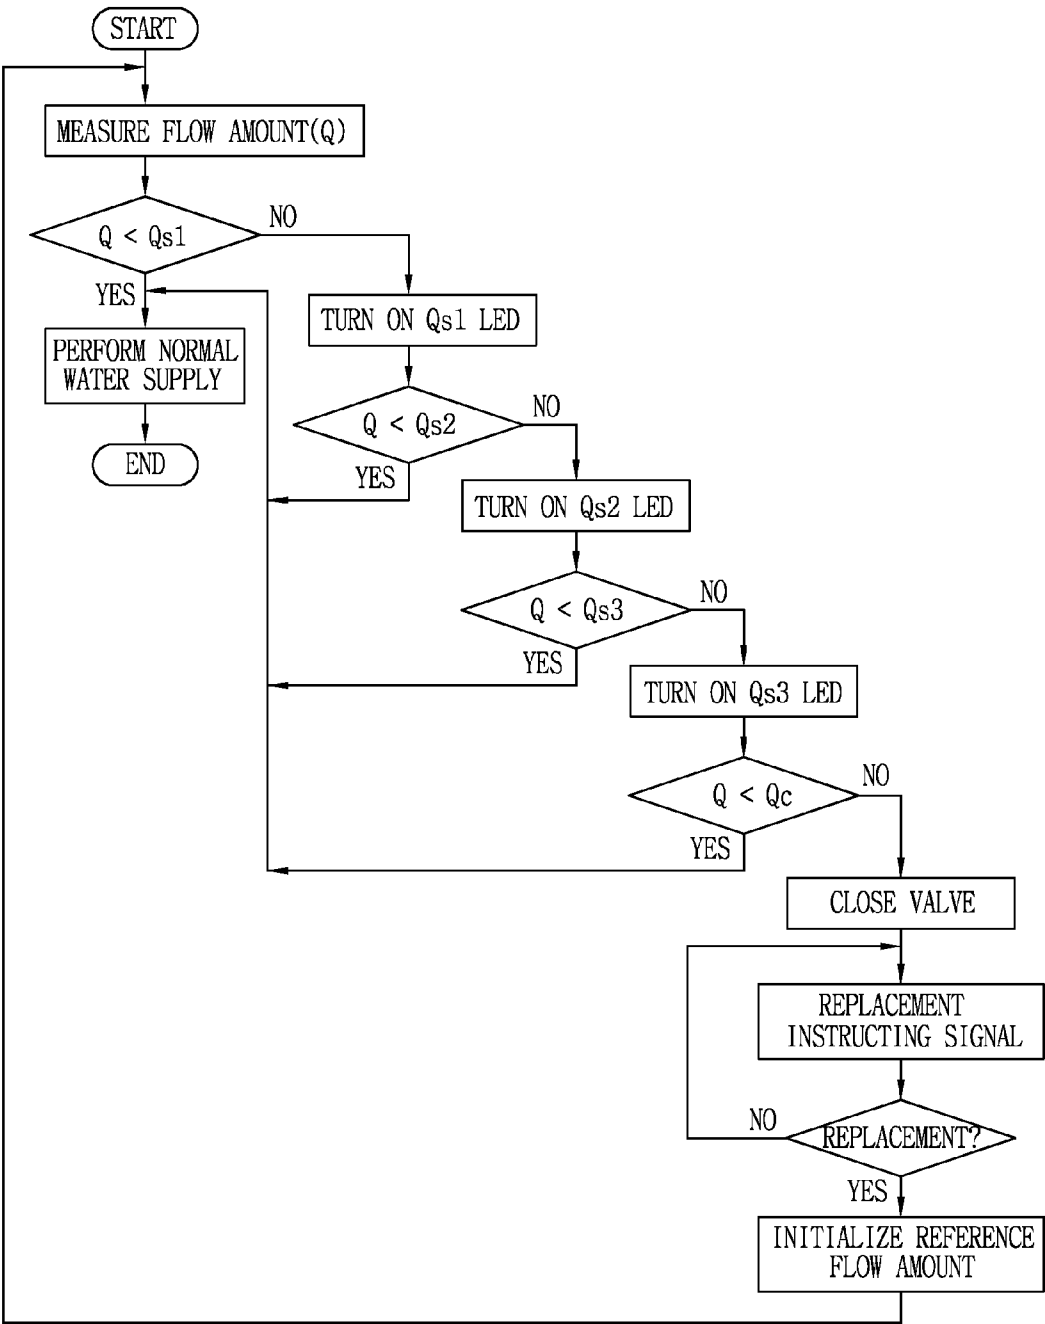 START
MEASURE FLOW AMOUNT(Q)
Q < Qs1
NO
YES
TURN ON Qs1 LED
PERFORM NORMAL
WATER SUPPLY
Q < Qs2
NO
YES
END
TURN ON Qs2 LED
Q < Qs3
NO
YES
TURN ON Qs3 LED
Q < Qc
NO
YES
CLOSE VALVE
REPLACEMENT
INSTRUCTING SIGNAL
NO
REPLACEMENT?
YES
INITIALIZE REFERENCE
FLOW AMOUNT